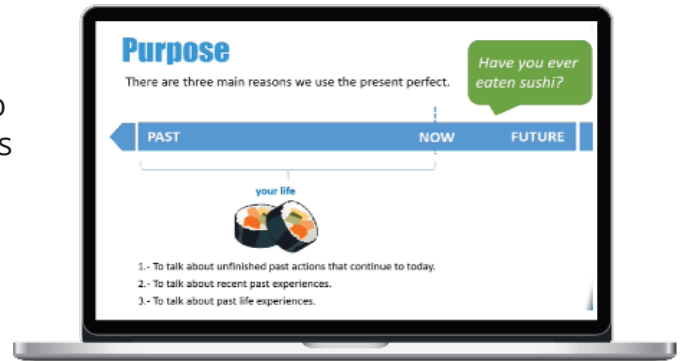 o
s
Purpose
There are three main reasons we use the present perfect.
Have you ever
eaten sushi?
PAST NOW FUTURE
your life
1.- To talk about unfinished past actions that continue to today.
2.- To talk about recent past experiences.
3.- To talk about past life experiences.